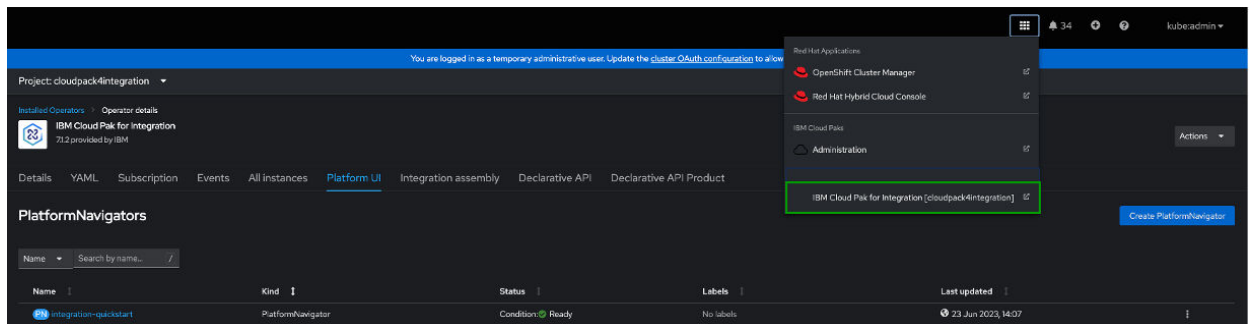 34
kube:admin
You are logged in as a temporary administrative user. Update the cluster OAuth configuration to allow
Red Hat Applications
OpenShift Cluster Manager
Red Hat Hybrid Cloud Console
IBM Cloud Paks
Administration
IBM Cloud Pak for Integration [cloudpack4integration]
Project: cloudpack4integration
Installed Operators > Operator details
IBM Cloud Pak for Integration
7.1.2 provided by IBM
Actions
Details YAML Subscription Events All instances Platform UI Integration assembly Declarative API Declarative API Product
PlatformNavigators
Create PlatformNavigator
Name Search by name... /
Name Kind Status Labels Last updated
PN integration-quickstart PlatformNavigator Condition: Ready No labels 23 Jun 2023, 14:07